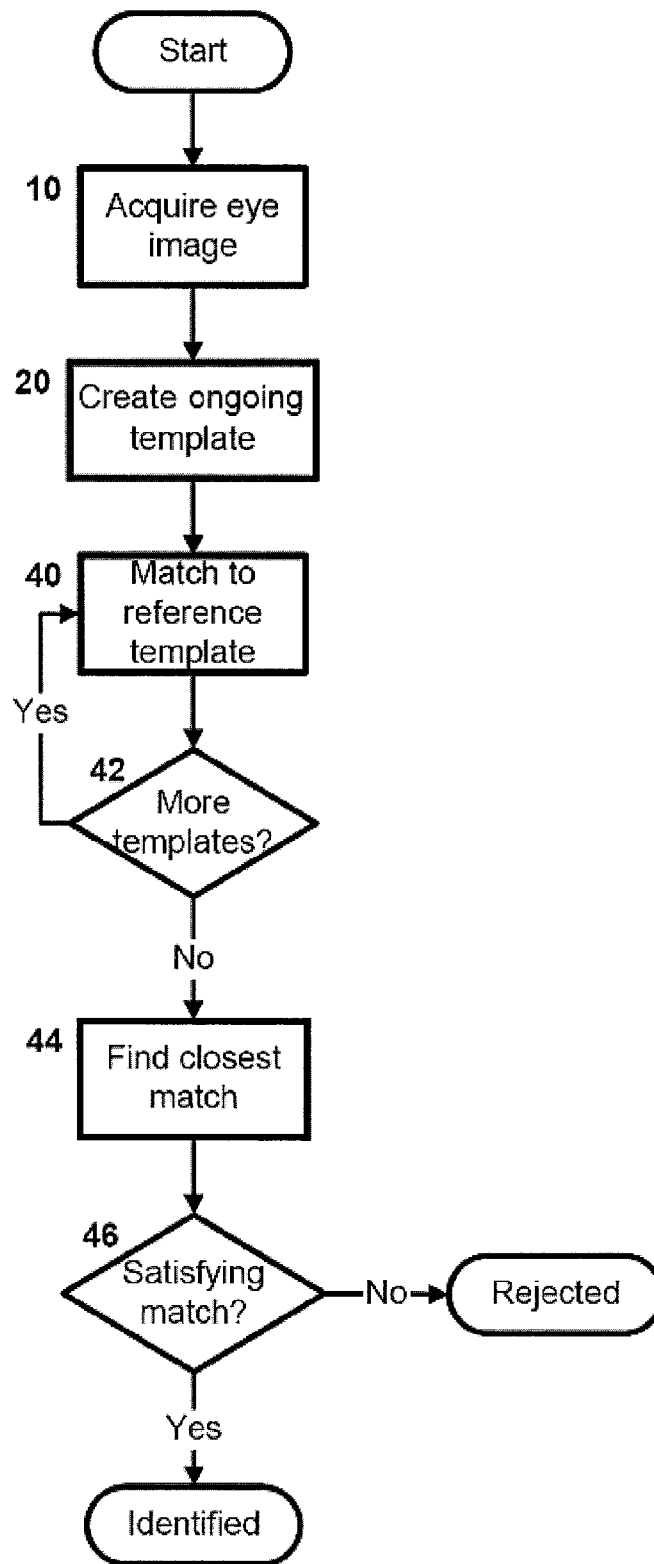 Start
10
Acquire eye
image
20
Create ongoing
template
40
Match to
reference
template
Yes
42
More
templates?
No
44
Find closest
match
46
Satisfying
match?
No
Rejected
Yes
Identified